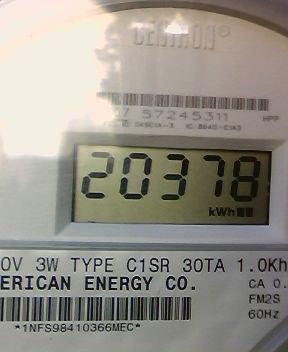 CENTRON®
57245311 HPP
20378
kWh
0V 3W TYPE C1SR 30TA 1.0Kh
ERICAN ENERGY CO.
CA 0.
FM2S
60Hz
*1NFS98410366MEC*